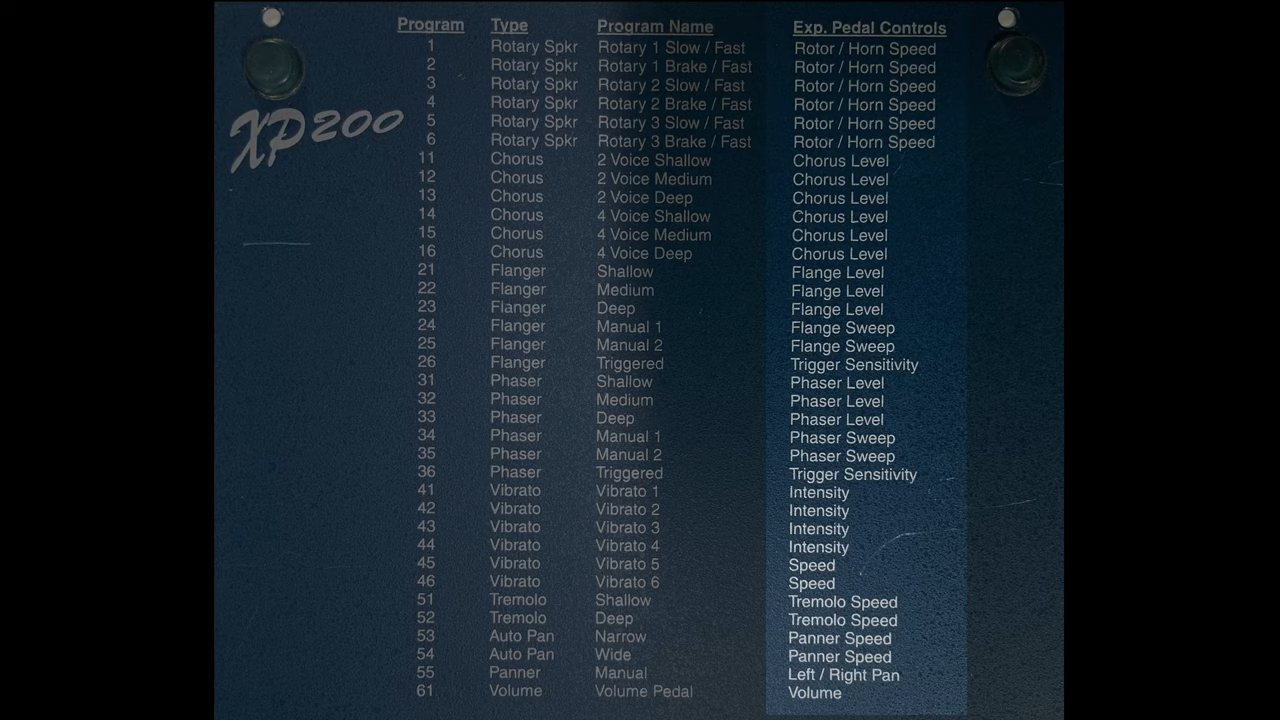 Program Type Program Name Exp. Pedal Controls
1 Rotary Spkr Rotary 1 Slow / Fast Rotor / Horn Speed
2 Rotary Spkr Rotary 1 Brake / Fast Rotor / Horn Speed
3 Rotary Spkr Rotary 2 Slow / Fast Rotor / Horn Speed
4 Rotary Spkr Rotary 2 Brake / Fast Rotor / Horn Speed
5 Rotary Spkr Rotary 3 Slow / Fast Rotor / Horn Speed
6 Rotary Spkr Rotary 3 Brake / Fast Rotor / Horn Speed
XP200
11 Chorus 2 Voice Shallow Chorus Level
12 Chorus 2 Voice Medium Chorus Level
13 Chorus 2 Voice Deep Chorus Level
14 Chorus 4 Voice Shallow Chorus Level
15 Chorus 4 Voice Medium Chorus Level
16 Chorus 4 Voice Deep Chorus Level
21 Flanger Shallow Flange Level
22 Flanger Medium Flange Level
23 Flanger Deep Flange Level
24 Flanger Manual 1 Flange Sweep
25 Flanger Manual 2 Flange Sweep
26 Flanger Triggered Trigger Sensitivity
31 Phaser Shallow Phaser Level
32 Phaser Medium Phaser Level
33 Phaser Deep Phaser Level
34 Phaser Manual 1 Phaser Sweep
35 Phaser Manual 2 Phaser Sweep
36 Phaser Triggered Trigger Sensitivity
41 Vibrato Vibrato 1 Intensity
42 Vibrato Vibrato 2 Intensity
43 Vibrato Vibrato 3 Intensity
44 Vibrato Vibrato 4 Intensity
45 Vibrato Vibrato 5 Speed
46 Vibrato Vibrato 6 Speed
51 Tremolo Shallow Tremolo Speed
52 Tremolo Deep Tremolo Speed
53 Auto Pan Narrow Panner Speed
54 Auto Pan Wide Panner Speed
55 Panner Manual Left / Right Pan
61 Volume Volume Pedal Volume